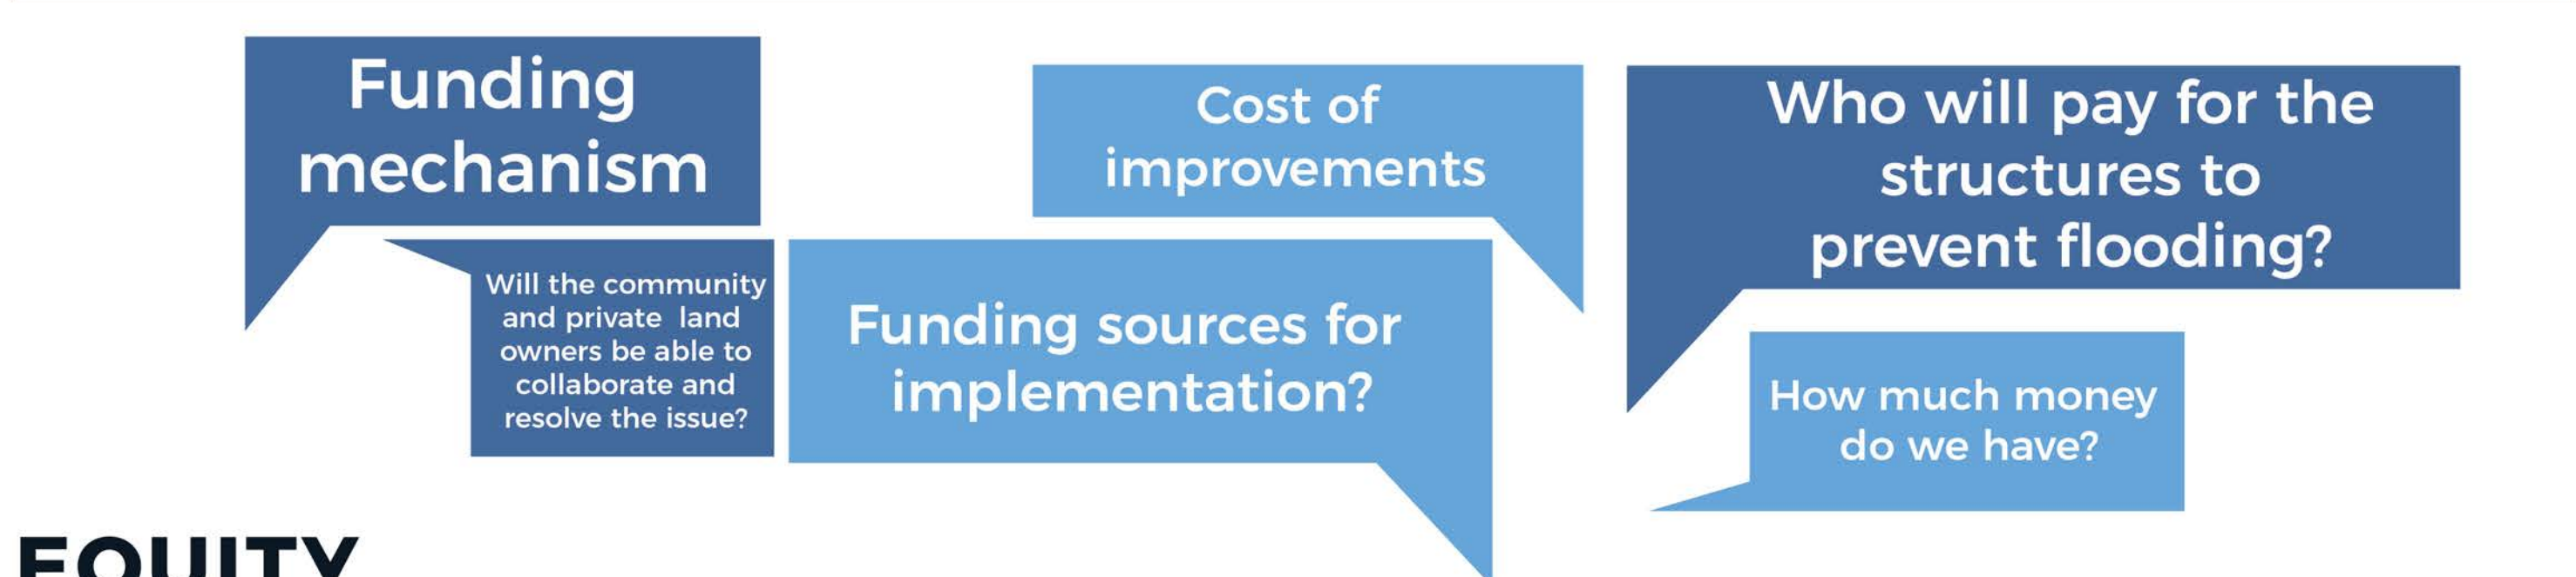 Funding
mechanism
Will the community
and private land
owners be able to
collaborate and
resolve the issue?
Cost of
improvements
Funding sources for
implementation?
Who will pay for the
structures to
prevent flooding?
How much money
do we have?
EQUITY